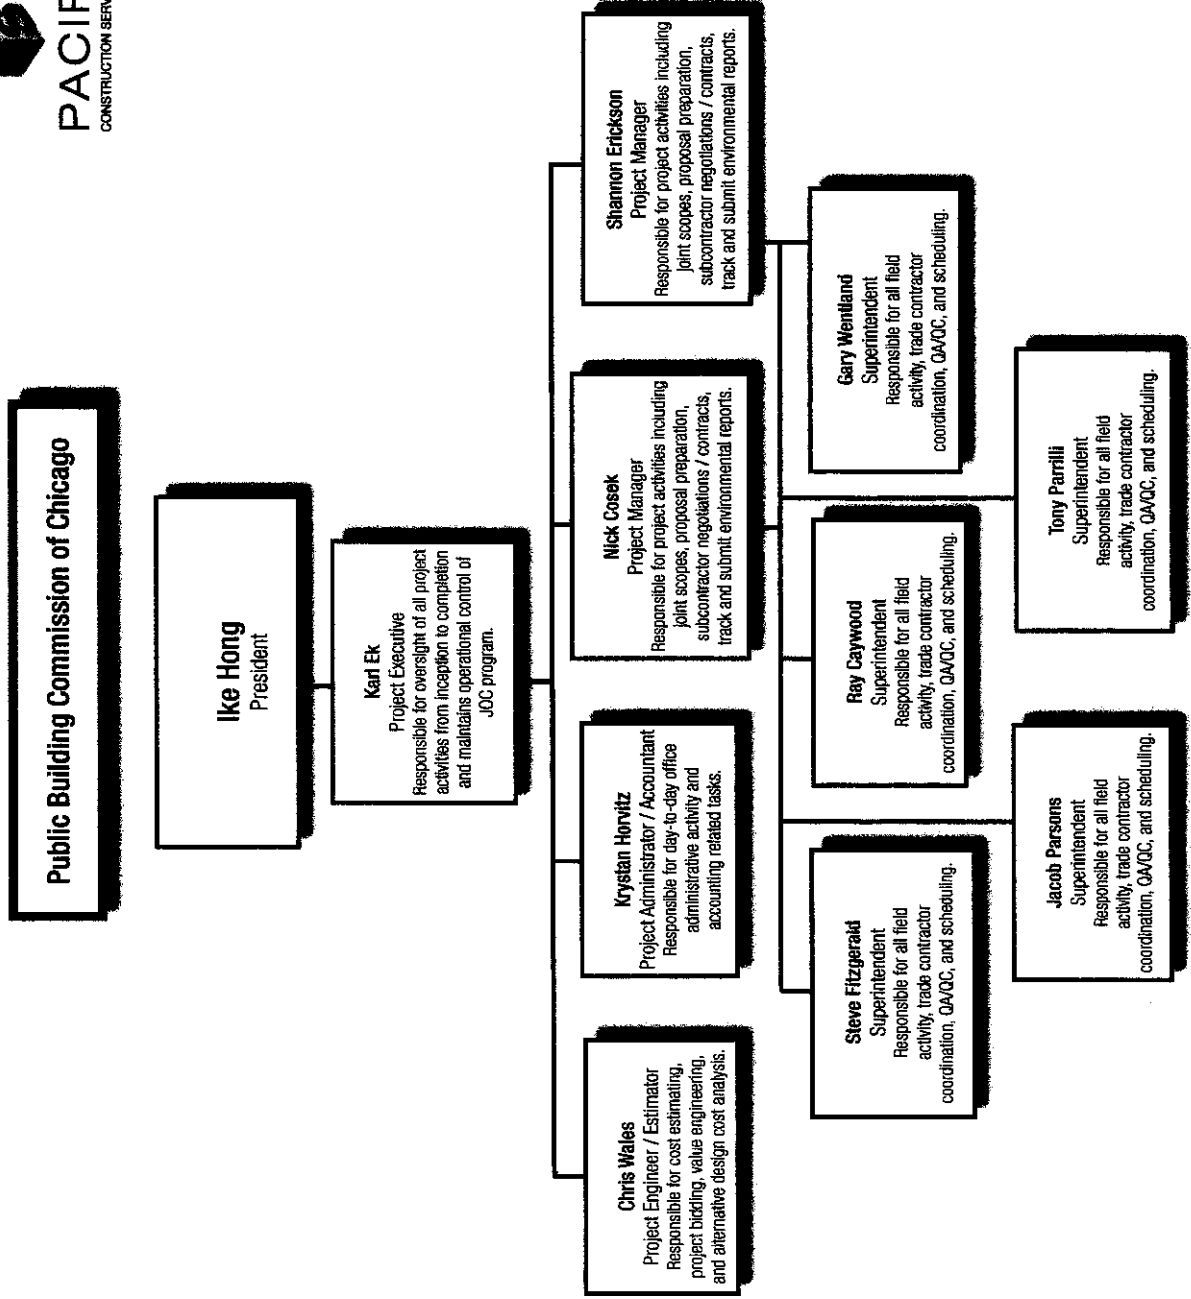 PACIF
CONSTRUCTION SERV
Public Building Commission of Chicago
Ike Hong
President
Karl Ek
Project Executive
Responsible for oversight of all project
activities from inception to completion
and maintains operational control of
JOC program.
Chris Wales
Project Engineer / Estimator
Responsible for cost estimating,
project bidding, value engineering,
and alternative design cost analysis.
Krystan Horvitz
Project Administrator / Accountant
Responsible for day-to-day office
administrative activity and
accounting related tasks.
Nick Cosek
Project Manager
Responsible for project activities including
joint scopes, proposal preparation,
subcontractor negotiations / contracts,
track and submit environmental reports.
Shannon Erickson
Project Manager
Responsible for project activities including
joint scopes, proposal preparation,
subcontractor negotiations / contracts,
track and submit environmental reports.
Steve Fitzgerald
Superintendent
Responsible for all field
activity, trade contractor
coordination, QA/QC, and scheduling.
Ray Caywood
Superintendent
Responsible for all field
activity, trade contractor
coordination, QA/QC, and scheduling.
Gary Wentland
Superintendent
Responsible for all field
activity, trade contractor
coordination, QA/QC, and scheduling.
Jacob Parsons
Superintendent
Responsible for all field
activity, trade contractor
coordination, QA/QC, and scheduling.
Tony Parrilli
Superintendent
Responsible for all field
activity, trade contractor
coordination, QA/QC, and scheduling.